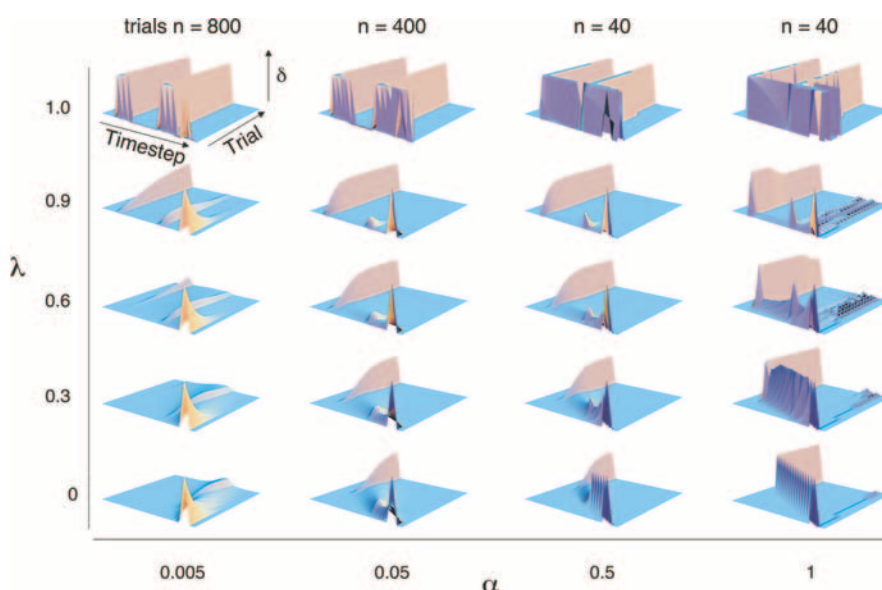 trials n = 800
n = 400
n = 40
n = 40
δ
Timestep
Trial
1.0
0.9
λ
0.6
0.3
0
0.005
0.05
α
0.5
1